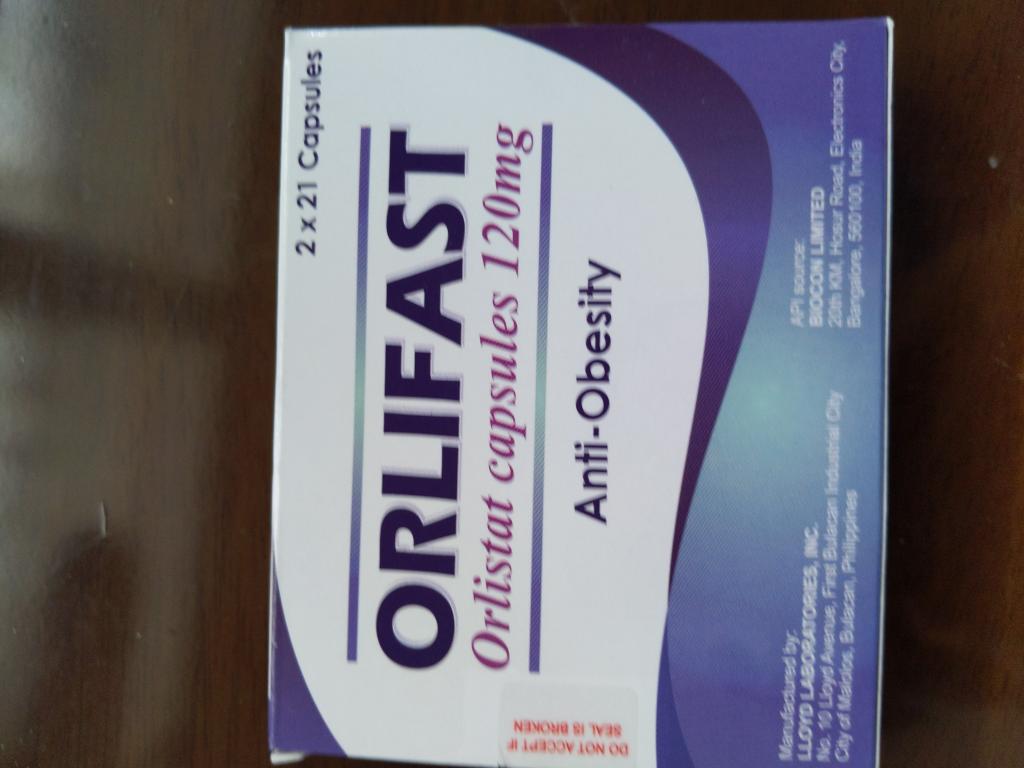 2 x 21 Capsules
ORLIFAST
Orlistat capsules 120mg
Anti-Obesity
DO NOT ACCEPT IF
SEAL IS BROKEN
Manufactured by:
LLOYD LABORATORIES, INC.
No. 10 Lloyd Avenue, First Bulacan Industrial City
City of Malolos, Bulacan, Philippines
API source:
BIOCON LIMITED
20th KM, Hosur Road, Electronics City,
Bangalore, 560100, India